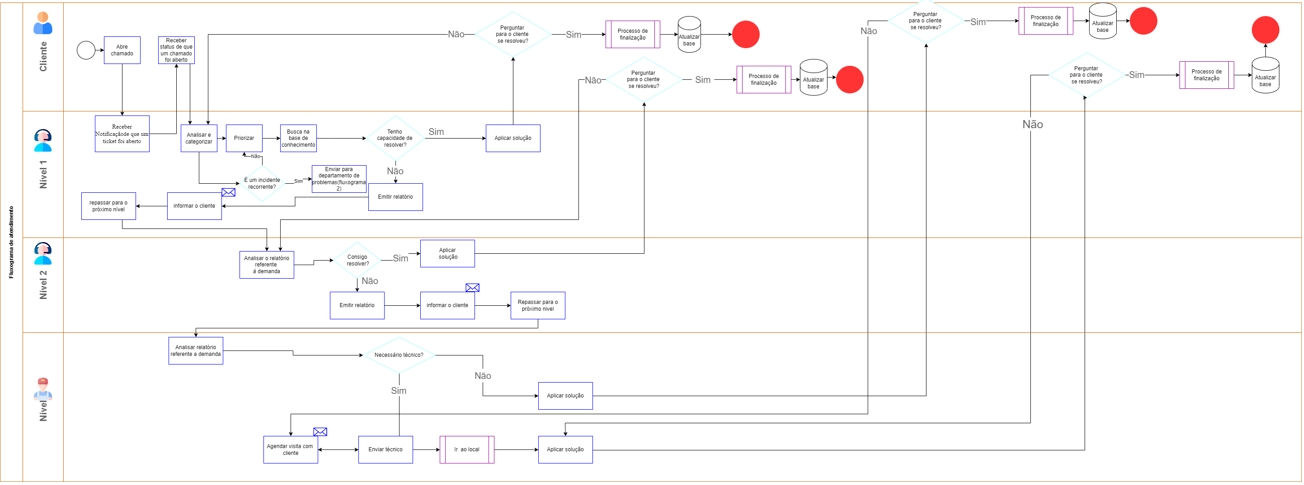 Fluxograma de atendimento
Cliente
Abre
chamado
Receber
status de que
um chamado
foi aberto
Perguntar
para o cliente
se resolveu?
Não
Sim
Processo de
finalização
Atualizar
base
Perguntar
para o cliente
se resolveu?
Não
Sim
Processo de
finalização
Atualizar
base
Perguntar
para o cliente
se resolveu?
Não
Sim
Processo de
finalização
Atualizar
base
Perguntar
para o cliente
se resolveu?
Não
Sim
Processo de
finalização
Atualizar
base
Nivel 1
Receber
Notificaçãode que um
ticket foi aberto
Analisar e
categorizar
Priorizar
Busca na
base de
conhecimento
Tenho
capacidade de
resolver?
Sim
Não
Aplicar solução
Não
É um incidente
recorrente?
Sim
Enviar para
departamento de
problemas(fluxograma
2)
Emitir relatório
informar o cliente
repassar para o
próximo nivel
Nivel 2
Analisar o relatório
referente
á demanda
Consigo
resolver?
Sim
Não
Aplicar
solução
Emitir relatório
informar o cliente
Repassar para o
próximo nivel
Nivel
Analisar relatório
referente a demanda
Necessário técnico?
Não
Sim
Aplicar solução
Agendar visita com
cliente
Enviar técnico
Ir ao local
Aplicar solução